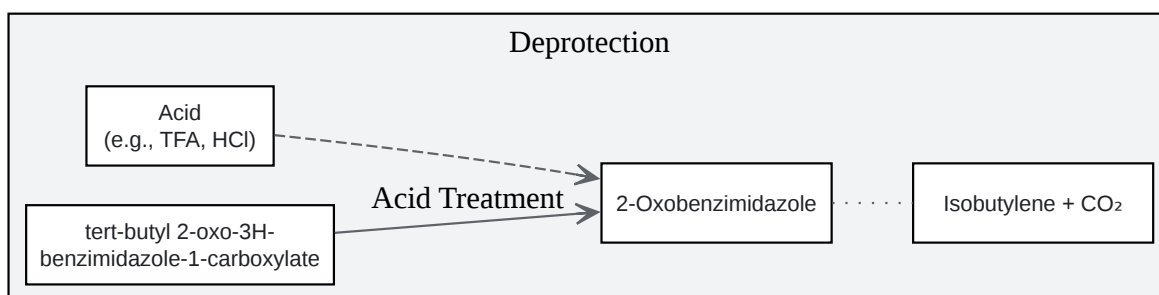 Deprotection
Acid
(e.g., TFA, HCl)
Acid Treatment
tert-butyl 2-oxo-3H-
benzimidazole-1-carboxylate
2-Oxobenzimidazole
Isobutylene + CO₂